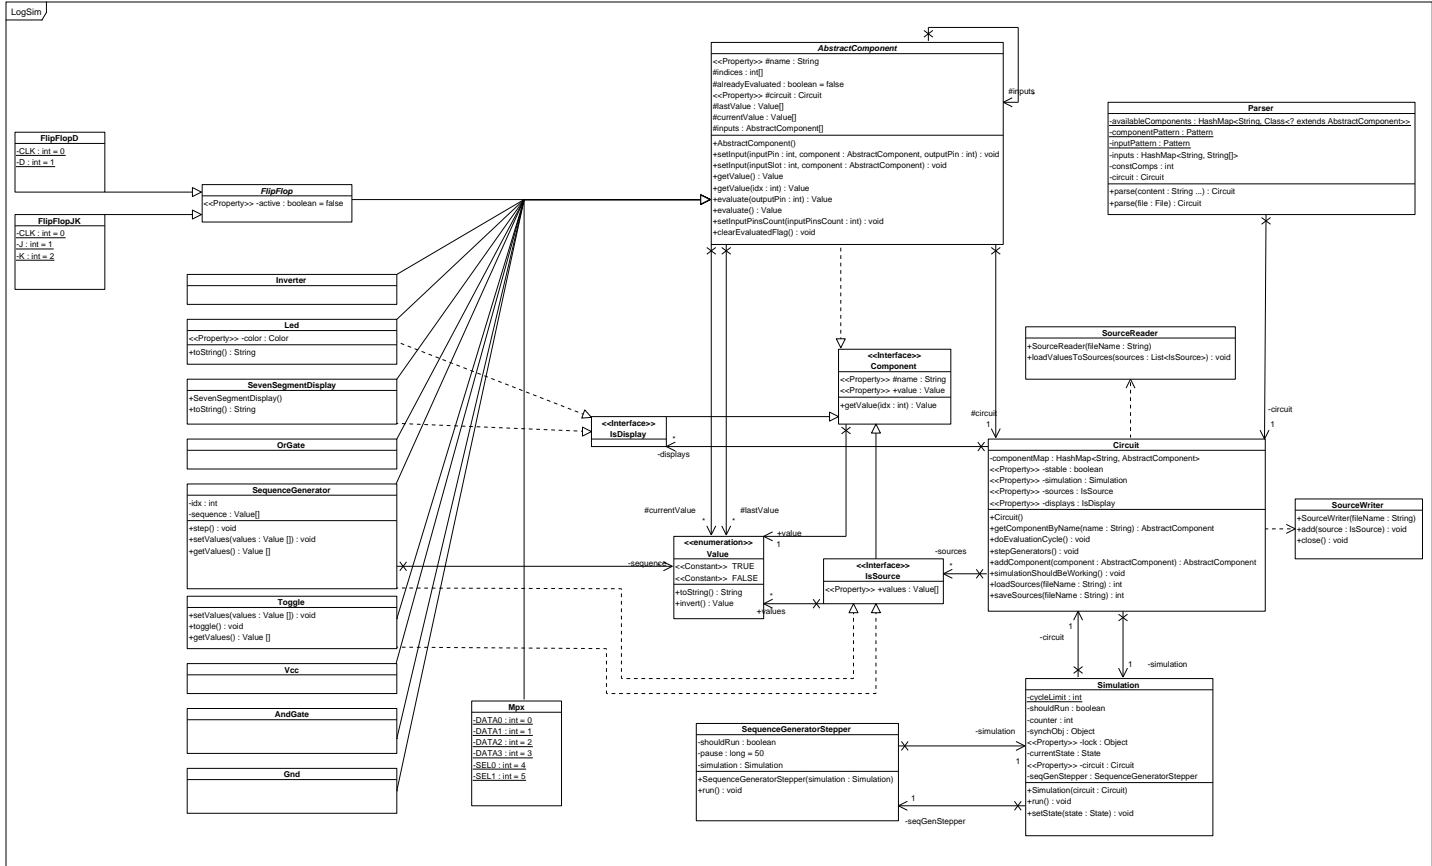 LogSim
AbstractComponent
<<Property>> #name : String
#indices : int[]
#alreadyEvaluated : boolean = false
<<Property>> #circuit : Circuit
#lastValue : Value[]
#currentValue : Value[]
#inputs : AbstractComponent[]
+AbstractComponent()
+setInput(inputPin : int, component : AbstractComponent, outputPin : int) : void
+setInput(inputSlot : int, component : AbstractComponent) : void
+getValue() : Value
+getValue(idx : int) : Value
+evaluate(outputPin : int) : Value
+evaluate() : Value
+setInputPinsCount(inputPinsCount : int) : void
+clearEvaluatedFlag() : void
#inputs
*
Parser
-availableComponents : HashMap<String, Class<? extends AbstractComponent>>
-componentPattern : Pattern
-inputPattern : Pattern
-inputs : HashMap<String, String[]>
-constComps : int
-circuit : Circuit
+parse(content : String ...) : Circuit
+parse(file : File) : Circuit
FlipFlopD
-CLK : int = 0
-D : int = 1
FlipFlop
<<Property>> -active : boolean = false
FlipFlopJK
-CLK : int = 0
-J : int = 1
-K : int = 2
Inverter
Led
<<Property>> -color : Color
+toString() : String
SevenSegmentDisplay
+SevenSegmentDisplay()
+toString() : String
OrGate
SequenceGenerator
-idx : int
-sequence : Value[]
+step() : void
+setValues(values : Value []) : void
+getValues() : Value []
Toggle
+setValues(values : Value []) : void
+toggle() : void
+getValues() : Value []
Vcc
AndGate
Gnd
Mpx
-DATA0 : int = 0
-DATA1 : int = 1
-DATA2 : int = 2
-DATA3 : int = 3
-SEL0 : int = 4
-SEL1 : int = 5
<<Interface>>
Component
<<Property>> #name : String
<<Property>> +value : Value
+getValue(idx : int) : Value
<<Interface>>
IsDisplay
*
-displays
SourceReader
+SourceReader(fileName : String)
+loadValuesToSources(sources : List<IsSource>) : void
#circuit
1
-circuit
1
Circuit
-componentMap : HashMap<String, AbstractComponent>
<<Property>> -stable : boolean
<<Property>> -simulation : Simulation
<<Property>> -sources : IsSource
<<Property>> -displays : IsDisplay
+Circuit()
+getComponentByName(name : String) : AbstractComponent
+doEvaluationCycle() : void
+stepGenerators() : void
+addComponent(component : AbstractComponent) : AbstractComponent
+simulationShouldBeWorking() : void
+loadSources(fileName : String) : int
+saveSources(fileName : String) : int
SourceWriter
+SourceWriter(fileName : String)
+add(source : IsSource) : void
+close() : void
#currentValue
*
#lastValue
*
<<enumeration>>
Value
<<Constant>> TRUE
<<Constant>> FALSE
+toString() : String
+invert() : Value
-sequence
*
+value
1
*
+values
<<Interface>>
IsSource
<<Property>> +values : Value[]
-sources
*
1
-circuit
1
-simulation
Simulation
-cycleLimit : int
-shouldRun : boolean
-counter : int
-synchObj : Object
<<Property>> -lock : Object
-currentState : State
<<Property>> -circuit : Circuit
-seqGenStepper : SequenceGeneratorStepper
+Simulation(circuit : Circuit)
+run() : void
+setState(state : State) : void
SequenceGeneratorStepper
-shouldRun : boolean
-pause : long = 50
-simulation : Simulation
+SequenceGeneratorStepper(simulation : Simulation)
+run() : void
-simulation
1
1
-seqGenStepper